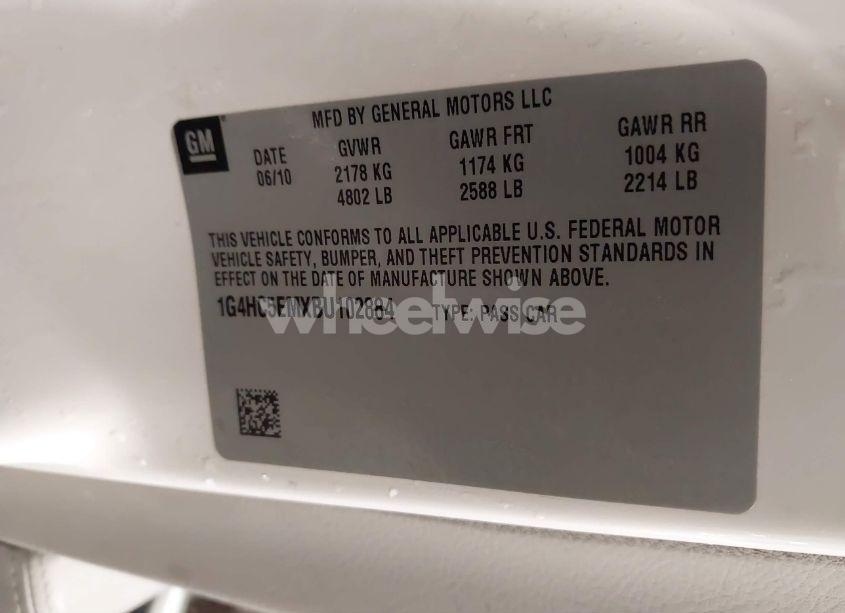 GM
MFD BY GENERAL MOTORS LLC
DATE GVWR GAWR FRT GAWR RR
06/10 2178 KG 1174 KG 1004 KG
4802 LB 2588 LB 2214 LB
THIS VEHICLE CONFORMS TO ALL APPLICABLE U.S. FEDERAL MOTOR
VEHICLE SAFETY, BUMPER, AND THEFT PREVENTION STANDARDS IN
EFFECT ON THE DATE OF MANUFACTURE SHOWN ABOVE.
1G4HC5EMXBU102884 TYPE: PASS CAR
wheelwise